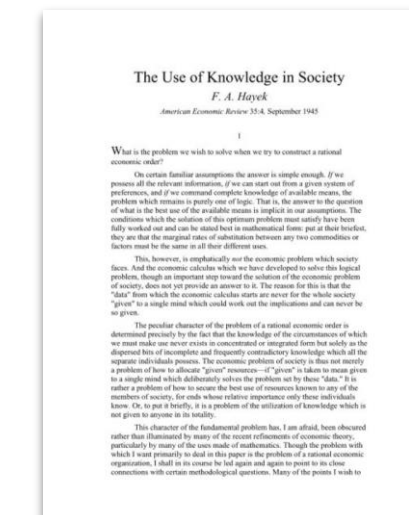 The Use of Knowledge in Society
F. A. Hayek
American Economic Review 35:4, September 1945
I
What is the problem we wish to solve when we try to construct a rational
economic order?
On certain familiar assumptions the answer is simple enough. If we
possess all the relevant information, if we can start out from a given system of
preferences, and if we command complete knowledge of available means, the
problem which remains is purely one of logic. That is, the answer to the question
of what is the best use of the available means is implicit in our assumptions. The
conditions which the solution of this optimum problem must satisfy have been
fully worked out and can be stated best in mathematical form: put at their briefest,
they are that the marginal rates of substitution between any two commodities or
factors must be the same in all their different uses.
This, however, is emphatically not the economic problem which society
faces. And the economic calculus which we have developed to solve this logical
problem, though an important step toward the solution of the economic problem
of society, does not yet provide an answer to it. The reason for this is that the
"data" from which the economic calculus starts are never for the whole society
"given" to a single mind which could work out the implications and can never be
so given.
The peculiar character of the problem of a rational economic order is
determined precisely by the fact that the knowledge of the circumstances of which
we must make use never exists in concentrated or integrated form but solely as the
dispersed bits of incomplete and frequently contradictory knowledge which all the
separate individuals possess. The economic problem of society is thus not merely
a problem of how to allocate "given" resources—if "given" is taken to mean given
to a single mind which deliberately solves the problem set by these "data." It is
rather a problem of how to secure the best use of resources known to any of the
members of society, for ends whose relative importance only these individuals
know. Or, to put it briefly, it is a problem of the utilization of knowledge which is
not given to anyone in its totality.
This character of the fundamental problem has, I am afraid, been obscured
rather than illuminated by many of the recent refinements of economic theory,
particularly by many of the uses made of mathematics. Though the problem with
which I want primarily to deal in this paper is the problem of a rational economic
organization, I shall in its course be led again and again to point to its close
connections with certain methodological questions. Many of the points I wish to